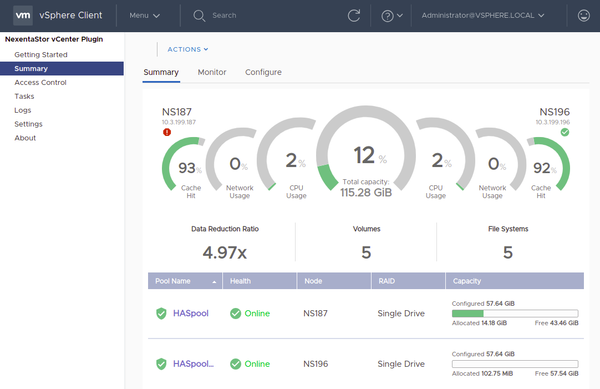 vm vSphere Client Menu Search Administrator@VSPHERE.LOCAL
NexentaStor vCenter Plugin
Getting Started
Summary
Access Control
Tasks
Logs
Settings
About
ACTIONS
Summary Monitor Configure
NS187 NS196
10.3.199.187 10.3.199.196
93% 0% 2% 12% 2% 0% 92%
Cache Hit
Network Usage
CPU Usage
Total capacity:
115.28 GiB
CPU Usage
Network Usage
Cache Hit
Data Reduction Ratio Volumes File Systems
4.97x 5 5
Pool Name Health Node RAID Capacity
Configured 57.64 GiB
HASpool Online NS187 Single Drive
Allocated 14.18 GiB Free 43.46 GiB
Configured 57.64 GiB
HASpool... Online NS196 Single Drive
Allocated 102.75 MiB Free 57.54 GiB